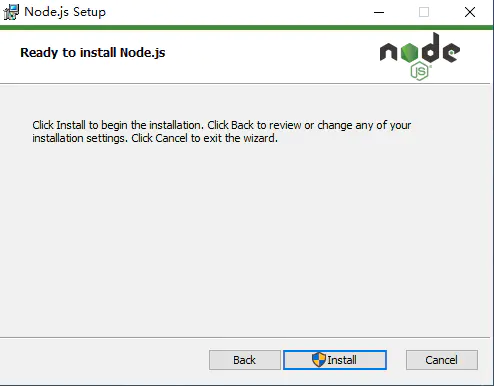 Node.js Setup
Ready to install Node.js
node
JS
Click Install to begin the installation. Click Back to review or change any of your
installation settings. Click Cancel to exit the wizard.
Back
Install
Cancel